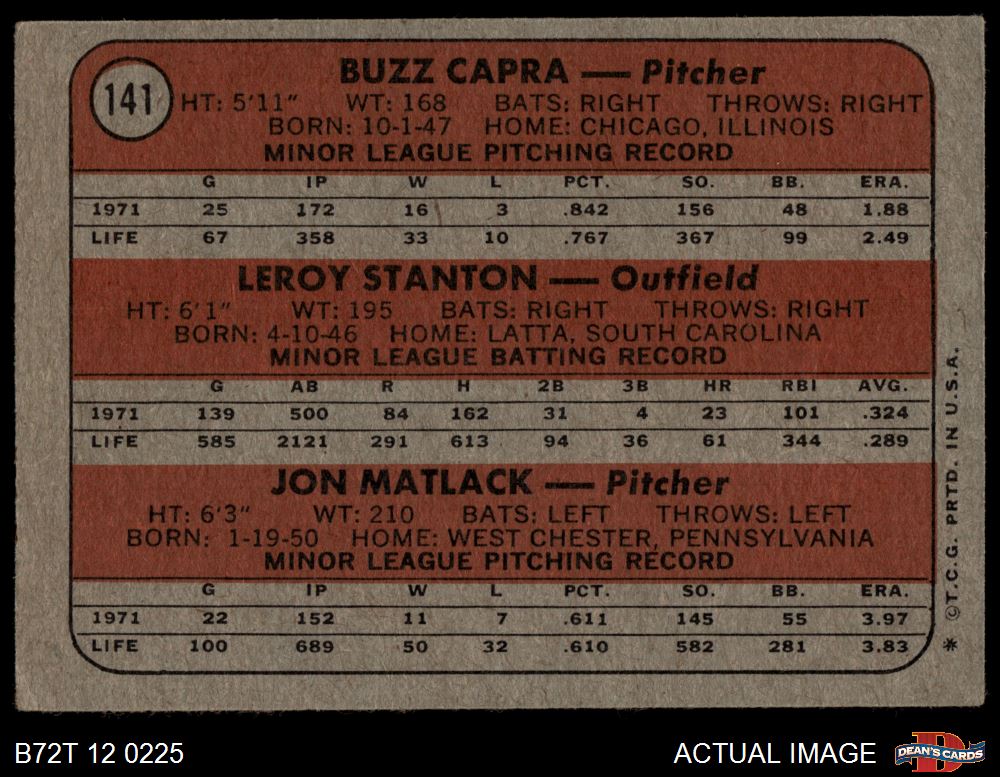 141
BUZZ CAPRA — Pitcher
HT: 5'11" WT: 168 BATS: RIGHT THROWS: RIGHT
BORN: 10-1-47 HOME: CHICAGO, ILLINOIS
MINOR LEAGUE PITCHING RECORD
G IP W L PCT. SO. BB. ERA.
1971 25 172 16 3 .842 156 48 1.88
LIFE 67 358 33 10 .767 367 99 2.49
LEROY STANTON — Outfield
HT: 6'1" WT: 195 BATS: RIGHT THROWS: RIGHT
BORN: 4-10-46 HOME: LATTA, SOUTH CAROLINA
MINOR LEAGUE BATTING RECORD
G AB R H 2B 3B HR RBI AVG.
1971 139 500 84 162 31 4 23 101 .324
LIFE 585 2121 291 613 94 36 61 344 .289
JON MATLACK — Pitcher
HT: 6'3" WT: 210 BATS: LEFT THROWS: LEFT
BORN: 1-19-50 HOME: WEST CHESTER, PENNSYLVANIA
MINOR LEAGUE PITCHING RECORD
G IP W L PCT. SO. BB. ERA.
1971 22 152 11 7 .611 145 55 3.97
LIFE 100 689 50 32 .610 582 281 3.83
* ©T.C.G. PRTD. IN U.S.A.
B72T 12 0225
ACTUAL IMAGE
D
DEAN'S CARDS